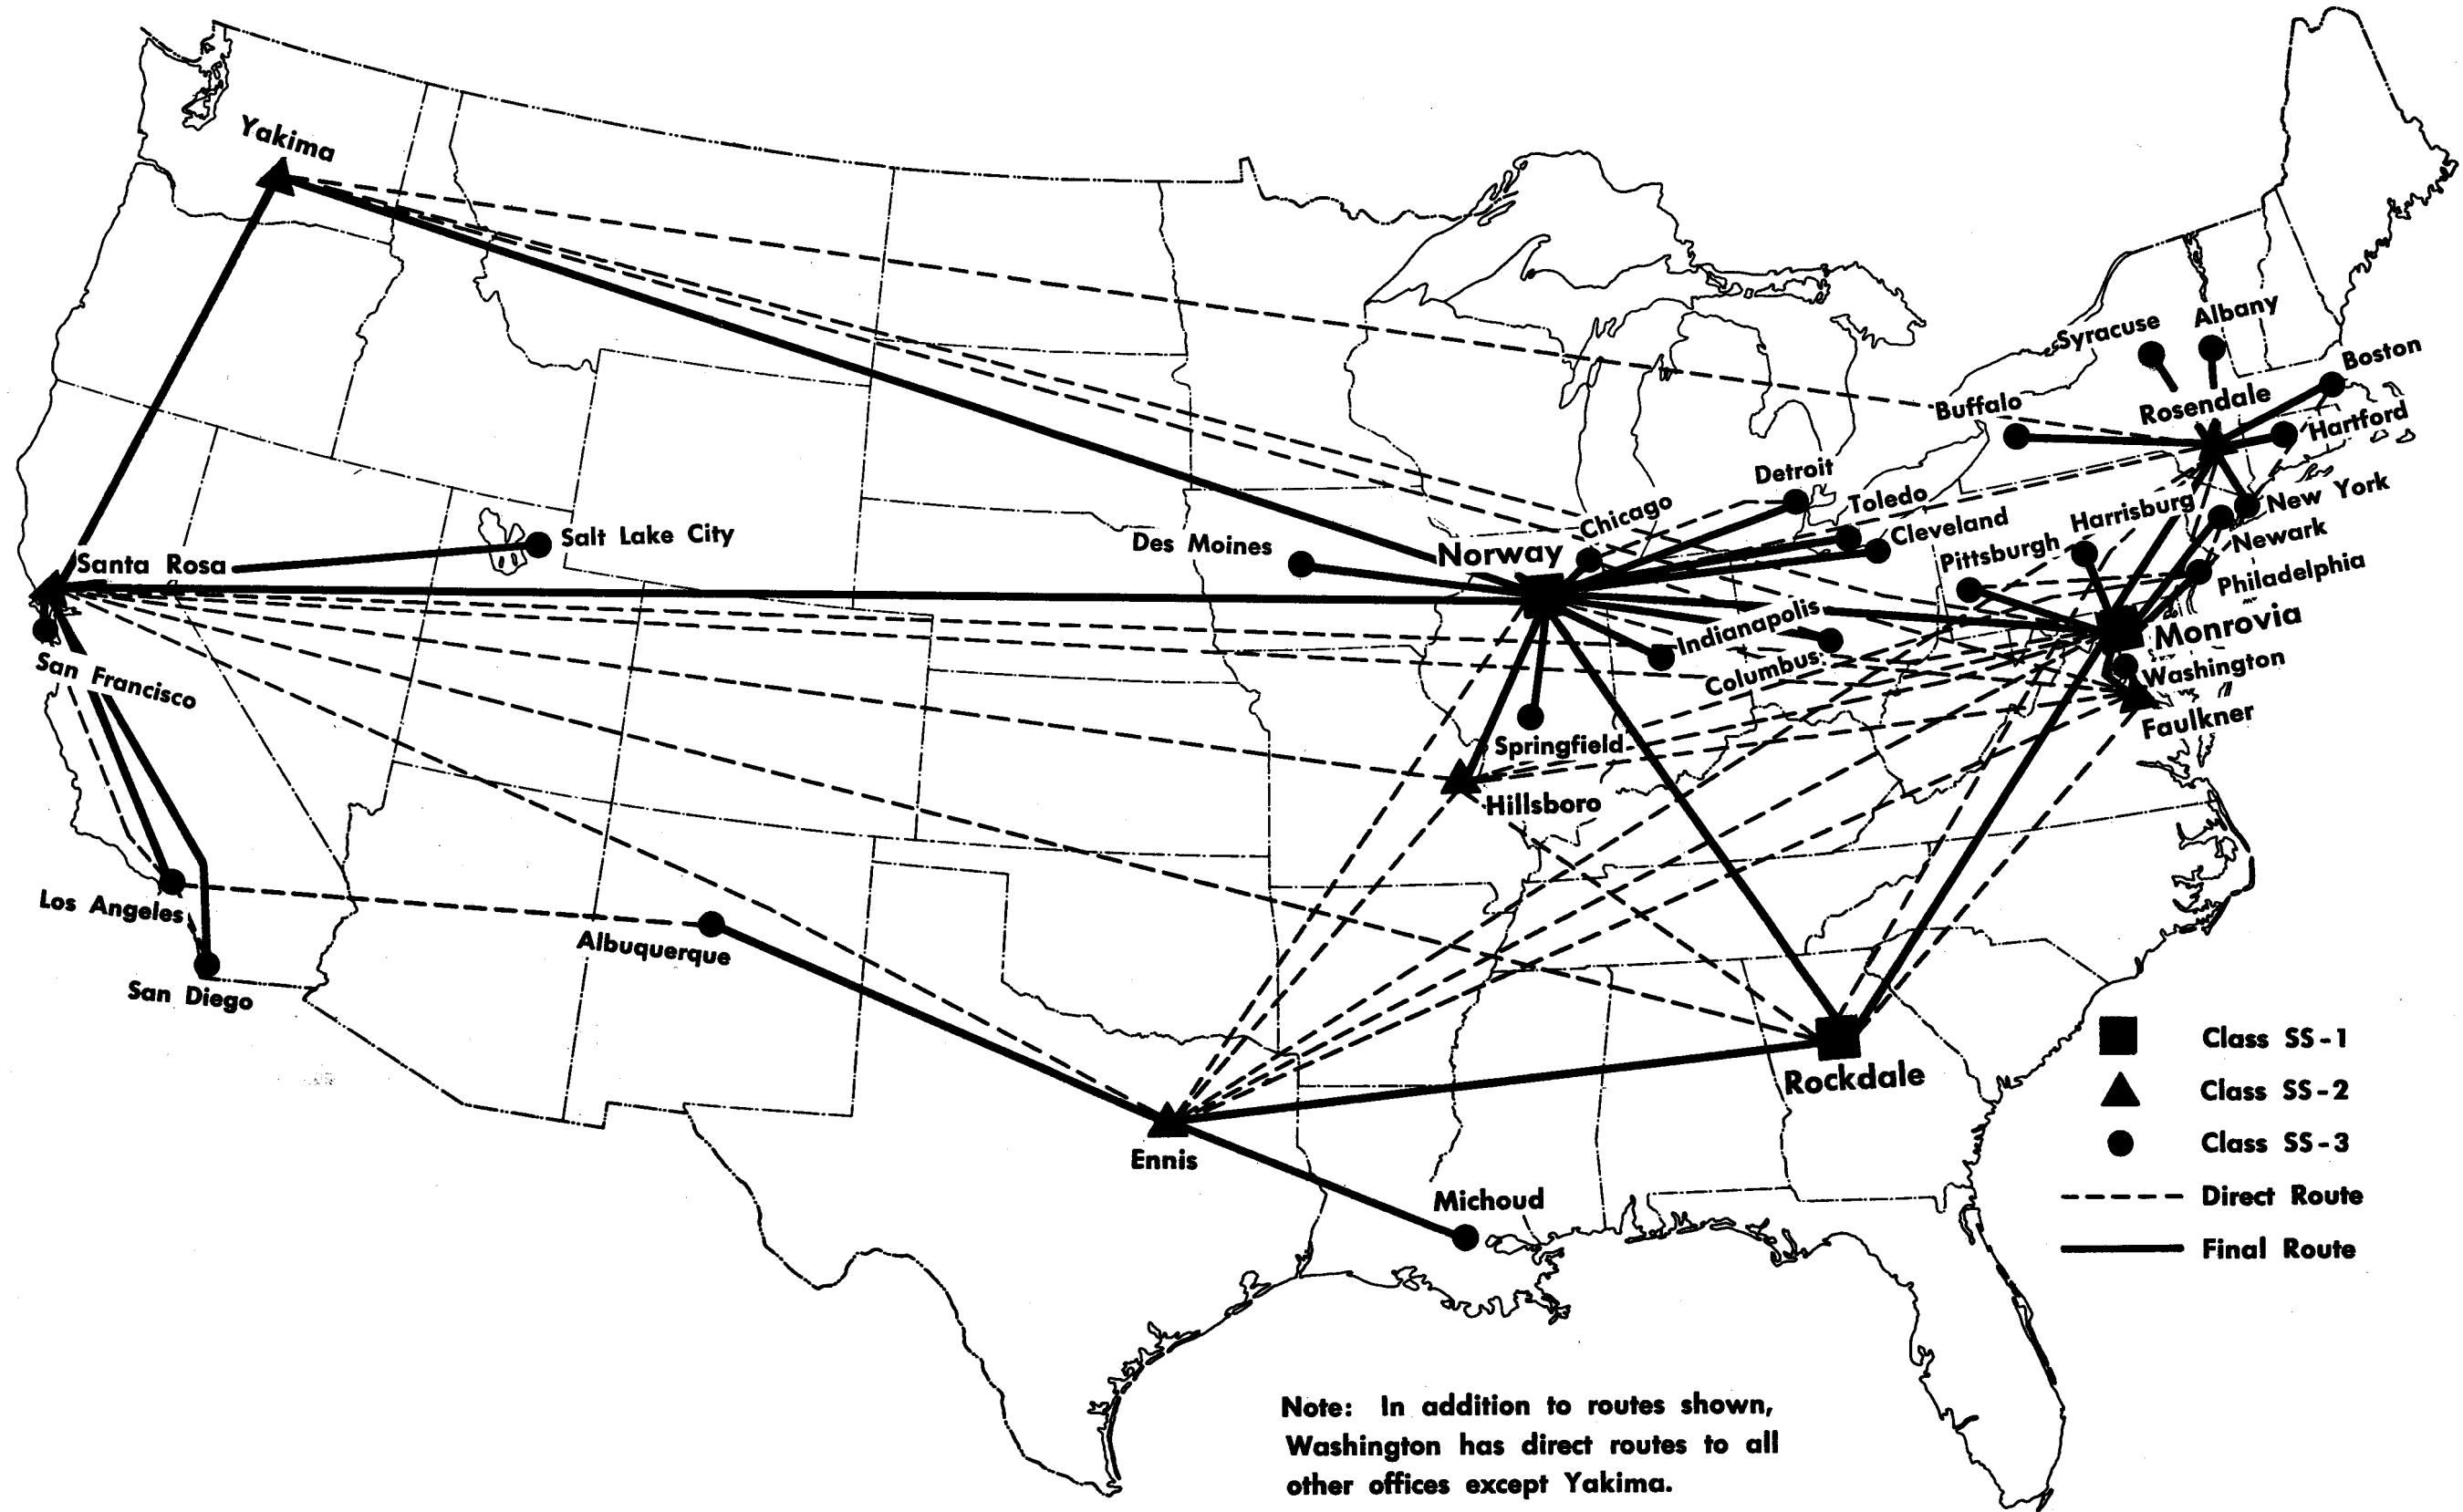 Yakima
Syracuse
Albany
Boston
Buffalo
Rosendale
Hartford
Detroit
Toledo
Cleveland
Chicago
Norway
Des Moines
Harrisburg
New York
Newark
Pittsburgh
Philadelphia
Salt Lake City
Santa Rosa
San Francisco
Indianapolis
Columbus
Monrovia
Washington
Faulkner
Springfield
Hillsboro
Los Angeles
Albuquerque
San Diego
Rockdale
Ennis
Michoud
Class SS-1
Class SS-2
Class SS-3
Direct Route
Final Route
Note: In addition to routes shown,
Washington has direct routes to all
other offices except Yakima.